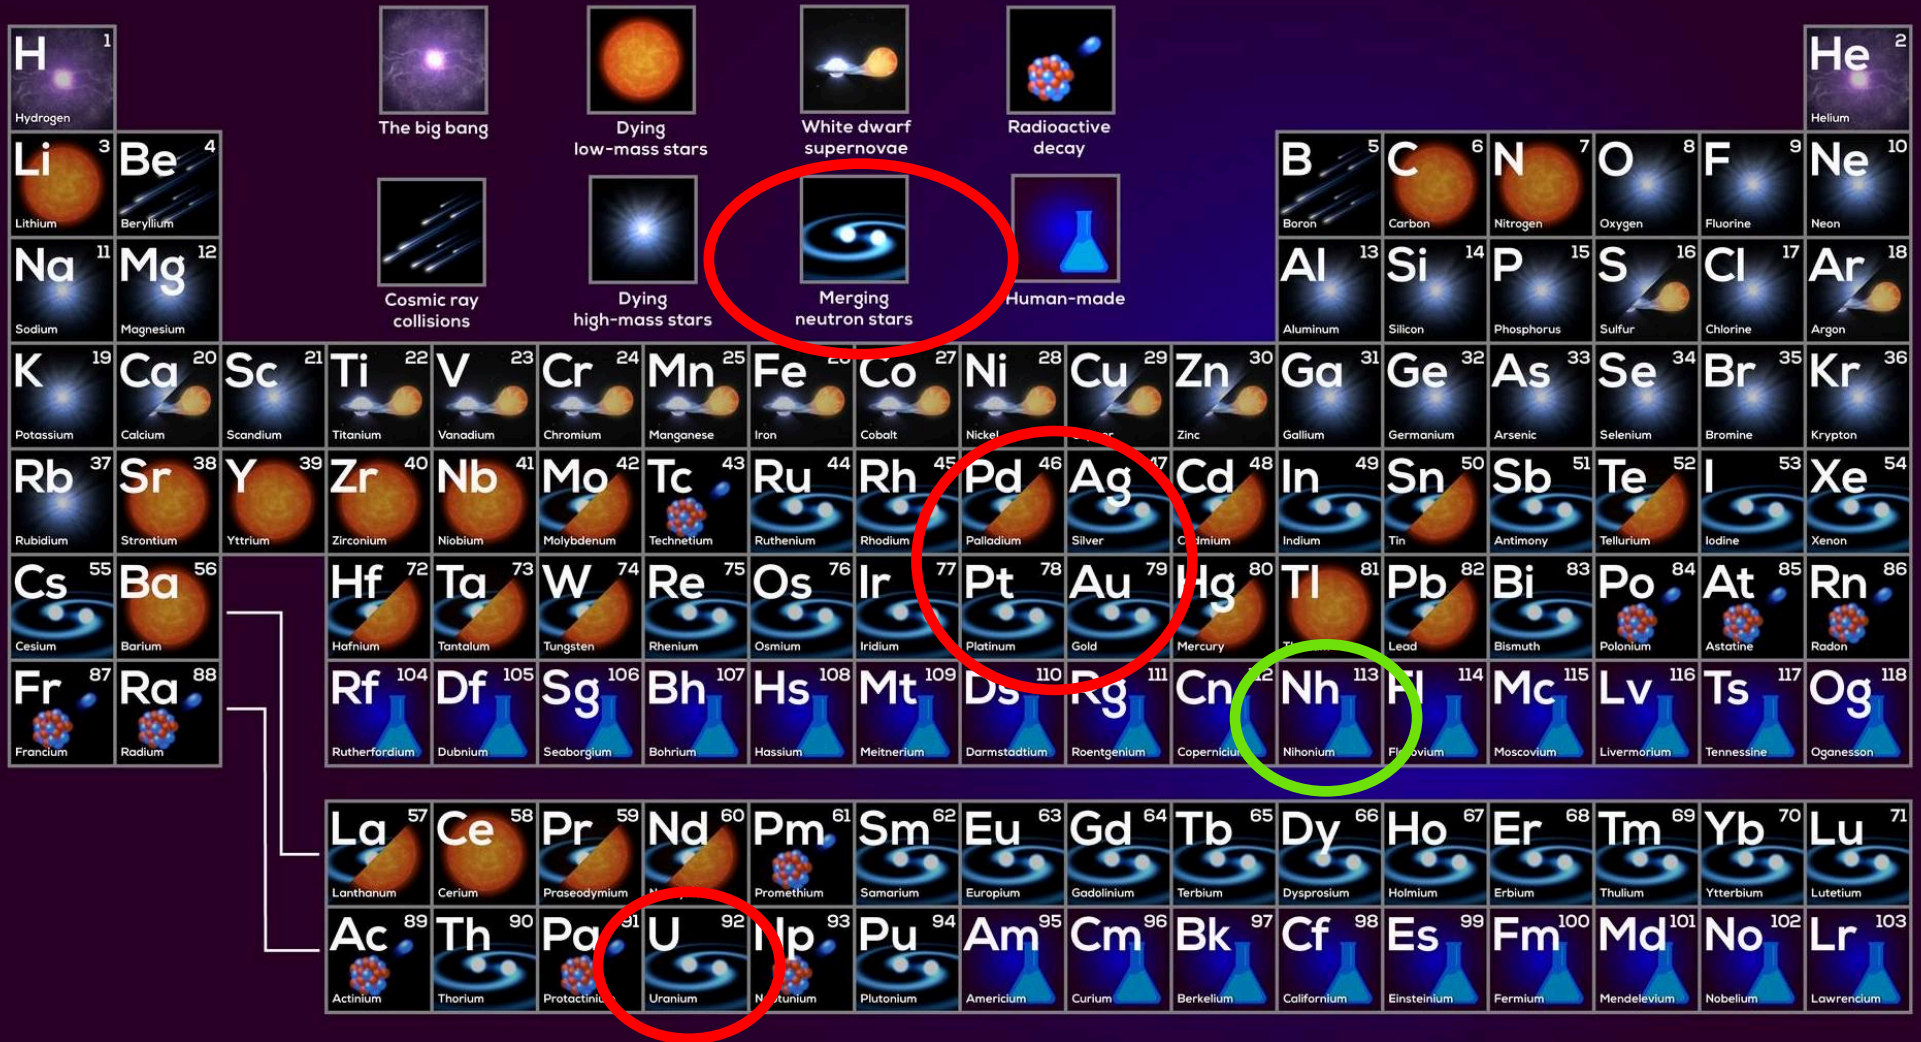 H 1
Hydrogen
The big bang
Dying
low-mass stars
White dwarf
supernovae
Radioactive
decay
He 2
Helium
Li 3 Be 4 B 5 C 6 N 7 O 8 F 9 Ne 10
Lithium Beryllium Boron Carbon Nitrogen Oxygen Fluorine Neon
Cosmic ray
collisions
Dying
high-mass stars
Merging
neutron stars
Human-made
Na 11 Mg 12 Al 13 Si 14 P 15 S 16 Cl 17 Ar 18
Sodium Magnesium Aluminum Silicon Phosphorus Sulfur Chlorine Argon
K 19 Ca 20 Sc 21 Ti 22 V 23 Cr 24 Mn 25 Fe 26 Co 27 Ni 28 Cu 29 Zn 30 Ga 31 Ge 32 As 33 Se 34 Br 35 Kr 36
Potassium Calcium Scandium Titanium Vanadium Chromium Manganese Iron Cobalt Nickel Copper Zinc Gallium Germanium Arsenic Selenium Bromine Krypton
Rb 37 Sr 38 Y 39 Zr 40 Nb 41 Mo 42 Tc 43 Ru 44 Rh 45 Pd 46 Ag 47 Cd 48 In 49 Sn 50 Sb 51 Te 52 I 53 Xe 54
Rubidium Strontium Yttrium Zirconium Niobium Molybdenum Technetium Ruthenium Rhodium Palladium Silver Cadmium Indium Tin Antimony Tellurium Iodine Xenon
Cs 55 Ba 56 Hf 72 Ta 73 W 74 Re 75 Os 76 Ir 77 Pt 78 Au 79 Hg 80 Tl 81 Pb 82 Bi 83 Po 84 At 85 Rn 86
Cesium Barium Hafnium Tantalum Tungsten Rhenium Osmium Iridium Platinum Gold Mercury Lead Bismuth Polonium Astatine Radon
Fr 87 Ra 88 Rf 104 Df 105 Sg 106 Bh 107 Hs 108 Mt 109 Ds 110 Rg 111 Cn Nh 113 Fl 114 Mc 115 Lv 116 Ts 117 Og 118
Francium Radium Rutherfordium Dubnium Seaborgium Bohrium Hassium Meitnerium Darmstadtium Roentgenium Copernicium Nihonium Flerovium Moscovium Livermorium Tennessine Oganesson
La 57 Ce 58 Pr 59 Nd 60 Pm 61 Sm 62 Eu 63 Gd 64 Tb 65 Dy 66 Ho 67 Er 68 Tm 69 Yb 70 Lu 71
Lanthanum Cerium Praseodymium Promethium Samarium Europium Gadolinium Terbium Dysprosium Holmium Erbium Thulium Ytterbium Lutetium
Ac 89 Th 90 Pa 91 U 92 Np 93 Pu 94 Am 95 Cm 96 Bk 97 Cf 98 Es 99 Fm 100 Md 101 No 102 Lr 103
Actinium Thorium Protactinium Uranium Neptunium Plutonium Americium Curium Berkelium Californium Einsteinium Fermium Mendelevium Nobelium Lawrencium